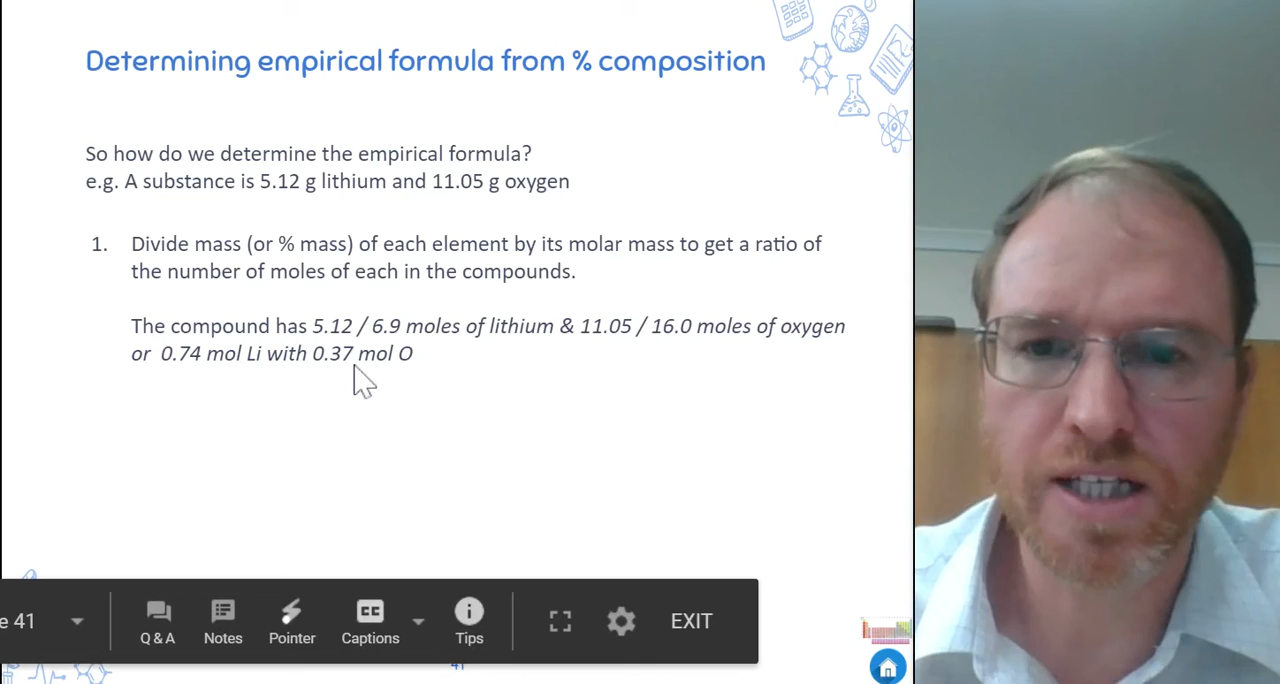 Determining empirical formula from % composition
So how do we determine the empirical formula?
e.g. A substance is 5.12 g lithium and 11.05 g oxygen
1. Divide mass (or % mass) of each element by its molar mass to get a ratio of
the number of moles of each in the compounds.
The compound has 5.12 / 6.9 moles of lithium & 11.05 / 16.0 moles of oxygen
or 0.74 mol Li with 0.37 mol O
e 41
Q & A
Notes
Pointer
CC
Captions
Tips
EXIT
41